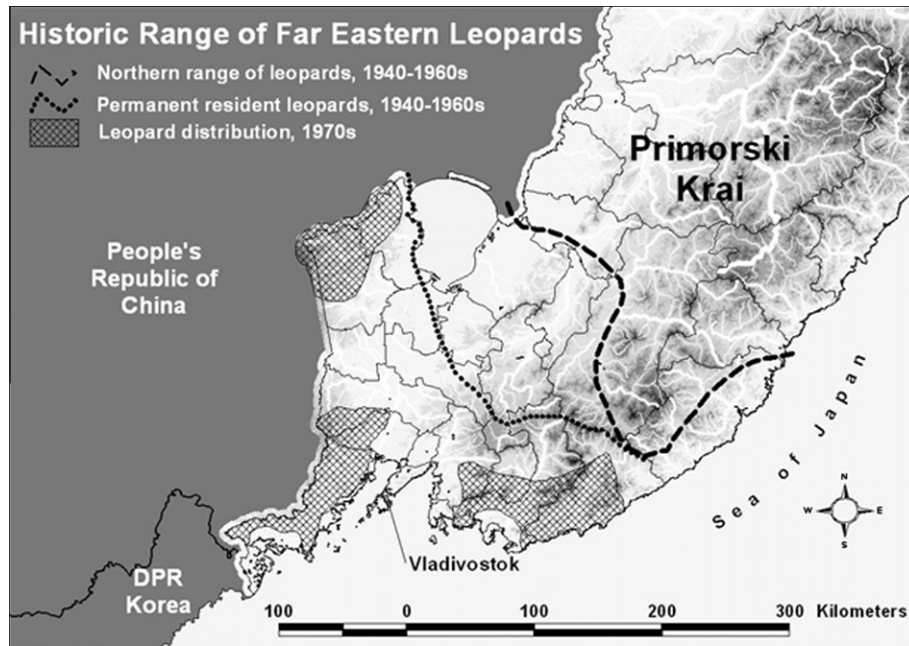 Historic Range of Far Eastern Leopards
Northern range of leopards, 1940-1960s
Permanent resident leopards, 1940-1960s
Leopard distribution, 1970s
Primorski
Krai
People's
Republic of
China
Sea of Japan
N
W E
S
Vladivostok
DPR
Korea
100 0 100 200 300 Kilometers